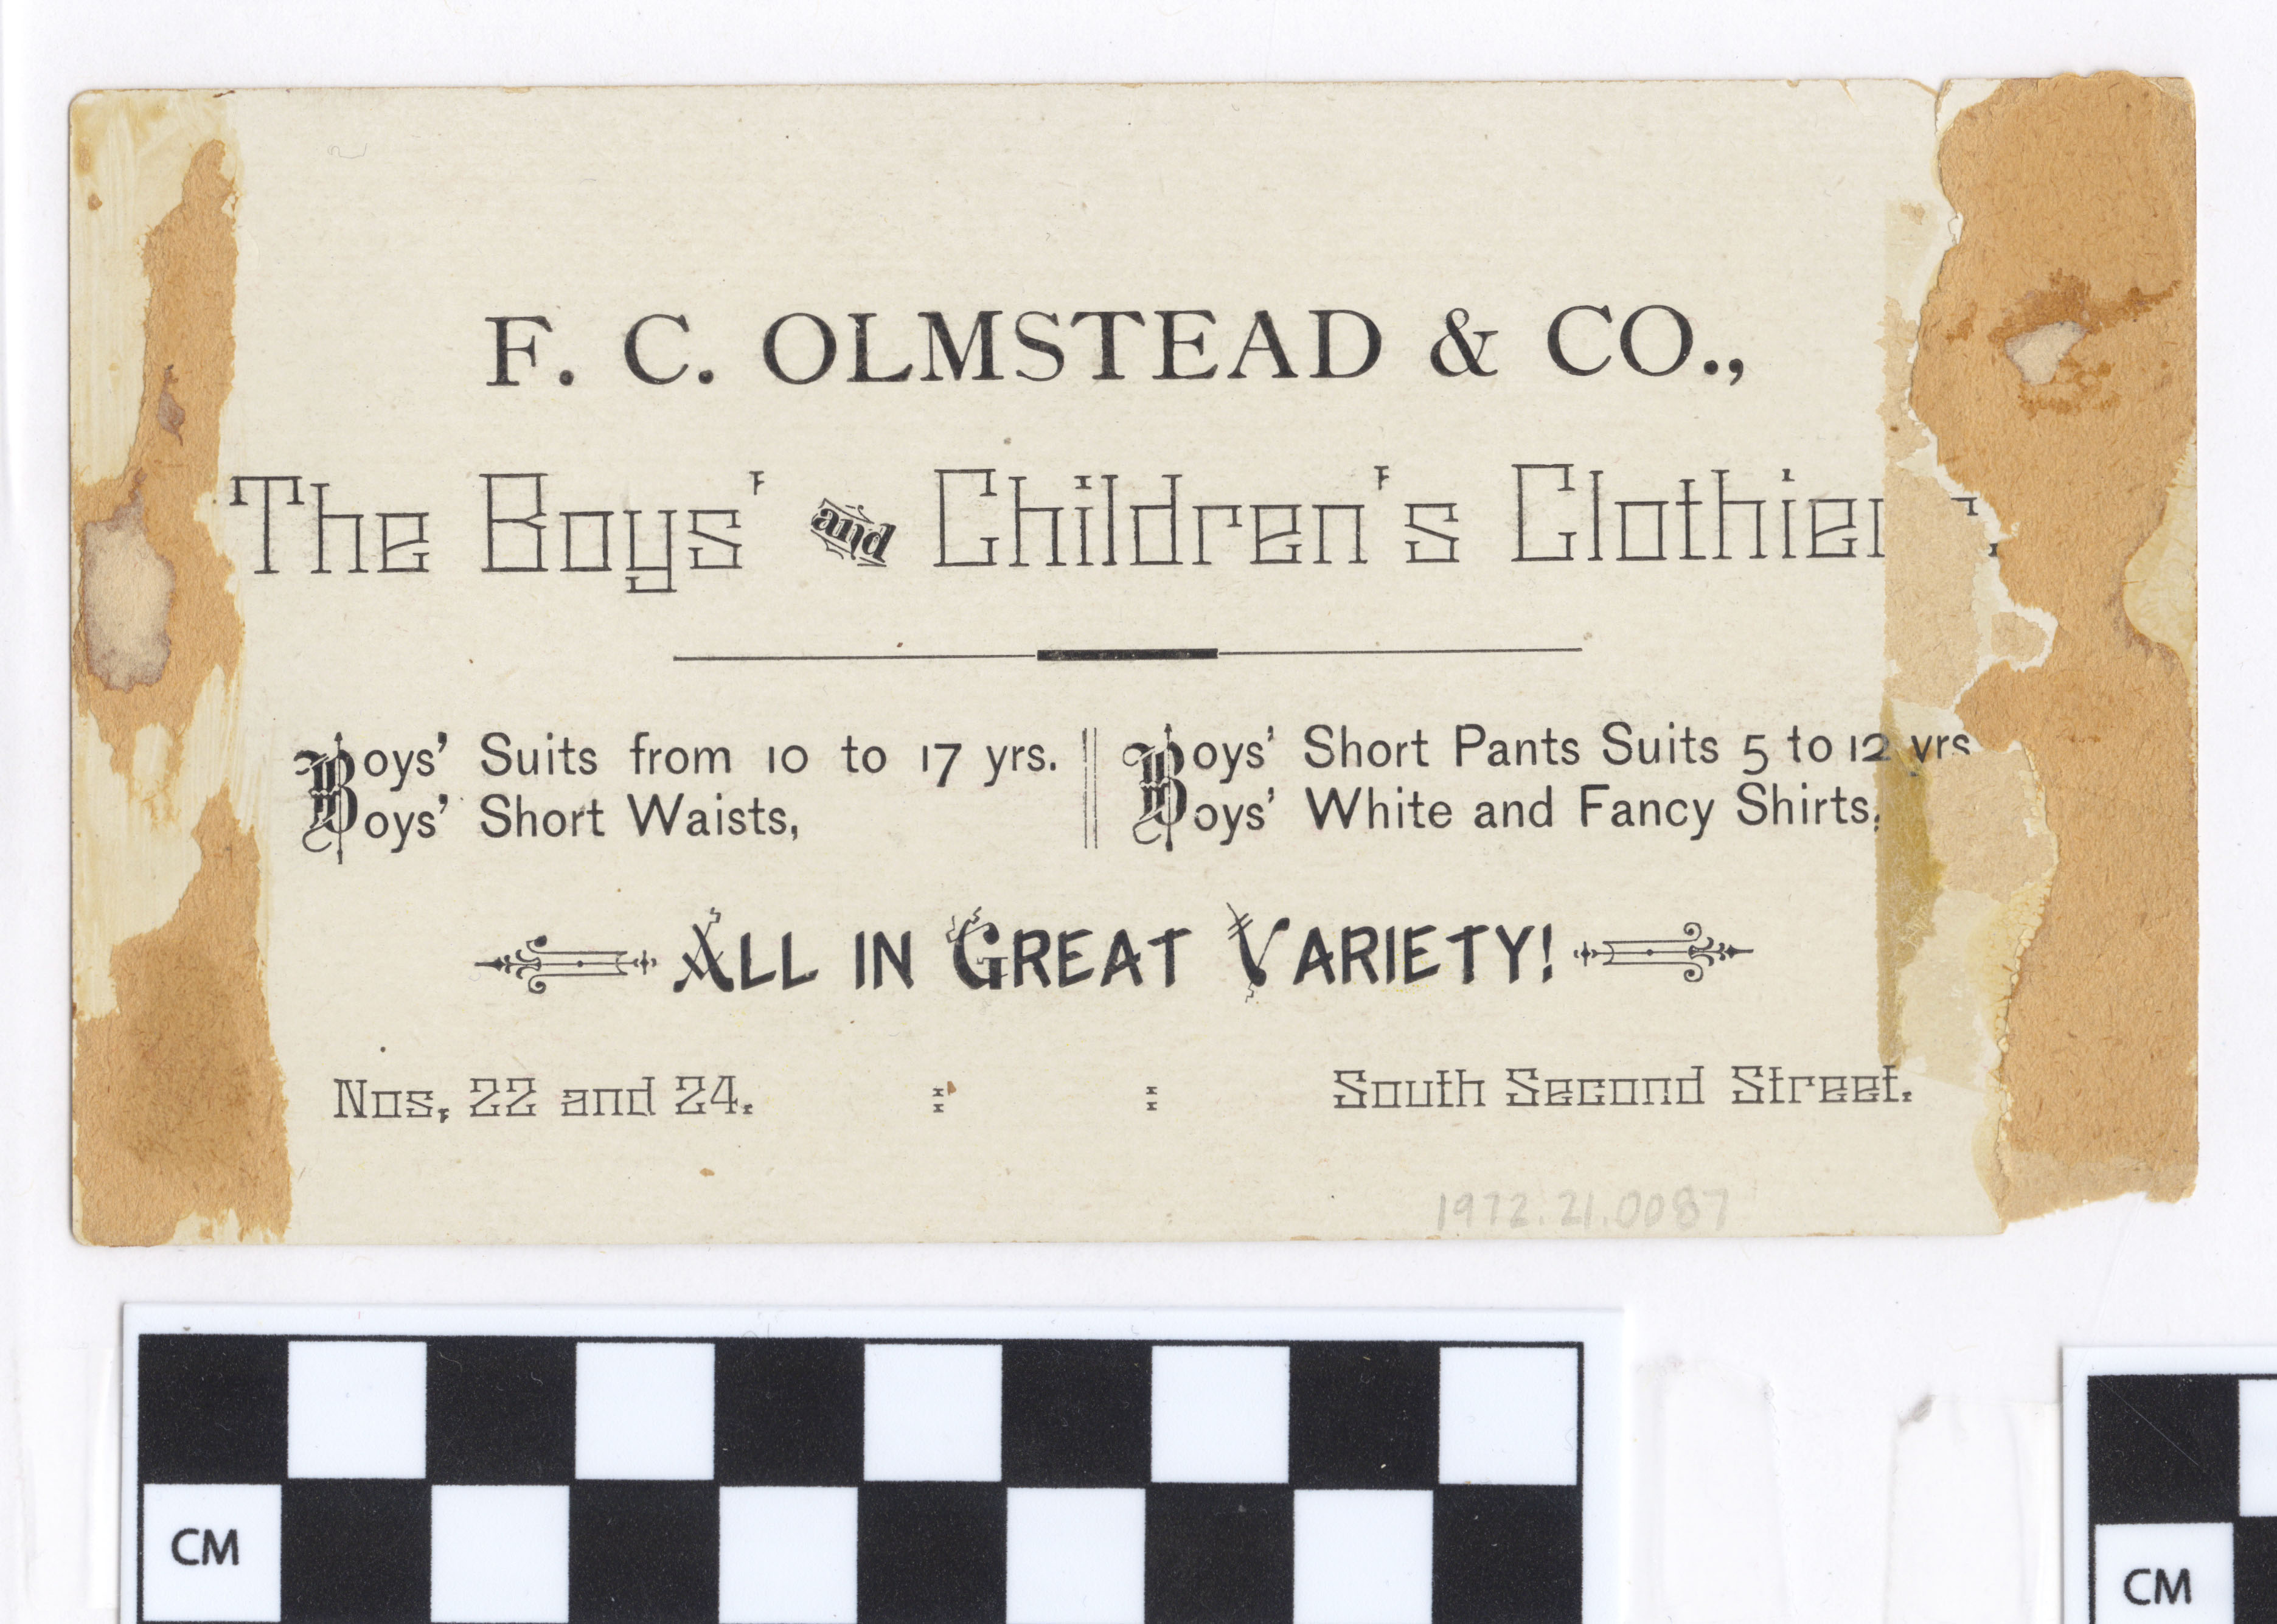 F. C. OLMSTEAD & CO.,
The Boys' and Children's Clothiers,
Boys' Suits from 10 to 17 yrs.
Boys' Short Waists,
Boys' Short Pants Suits 5 to 12 yrs
Boys' White and Fancy Shirts,
ALL IN GREAT VARIETY!
Nos, 22 and 24. : : South Second Street.
1972.21.0087
CM
CM